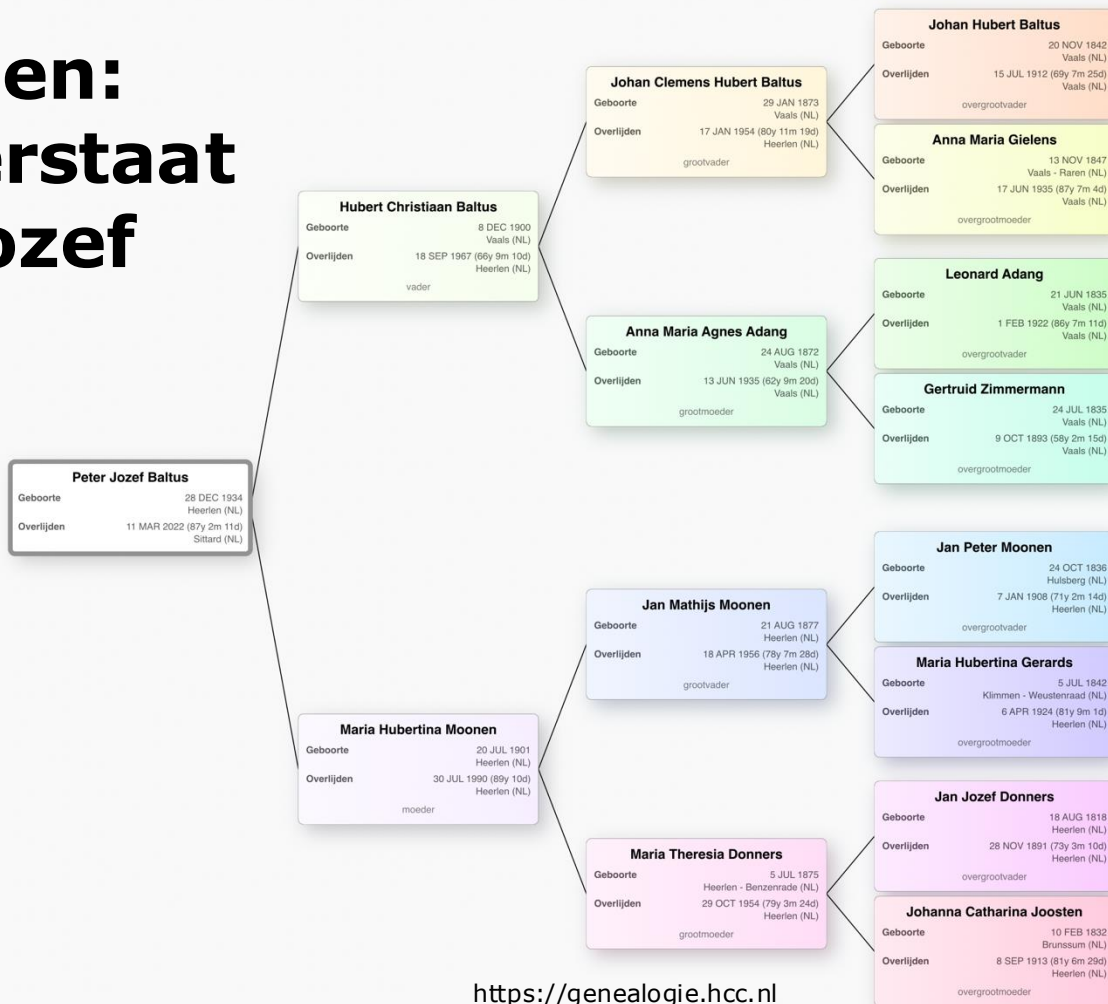 en:
erstaat
ozef
Peter Jozef Baltus
Geboorte 28 DEC 1934
Heerlen (NL)
Overlijden 11 MAR 2022 (87y 2m 11d)
Sittard (NL)
Hubert Christiaan Baltus
Geboorte 8 DEC 1900
Vaals (NL)
Overlijden 18 SEP 1967 (66y 9m 10d)
Heerlen (NL)
vader
Maria Hubertina Moonen
Geboorte 20 JUL 1901
Heerlen (NL)
Overlijden 30 JUL 1990 (89y 10d)
Heerlen (NL)
moeder
Johan Clemens Hubert Baltus
Geboorte 29 JAN 1873
Vaals (NL)
Overlijden 17 JAN 1954 (80y 11m 19d)
Heerlen (NL)
grootvader
Anna Maria Agnes Adang
Geboorte 24 AUG 1872
Vaals (NL)
Overlijden 13 JUN 1935 (62y 9m 20d)
Vaals (NL)
grootmoeder
Jan Mathijs Moonen
Geboorte 21 AUG 1877
Heerlen (NL)
Overlijden 18 APR 1956 (78y 7m 28d)
Heerlen (NL)
grootvader
Maria Theresia Donners
Geboorte 5 JUL 1875
Heerlen - Benzenrade (NL)
Overlijden 29 OCT 1954 (79y 3m 24d)
Heerlen (NL)
grootmoeder
Johan Hubert Baltus
Geboorte 20 NOV 1842
Vaals (NL)
Overlijden 15 JUL 1912 (69y 7m 25d)
Vaals (NL)
overgrootvader
Anna Maria Gielens
Geboorte 13 NOV 1847
Vaals - Raren (NL)
Overlijden 17 JUN 1935 (87y 7m 4d)
Vaals (NL)
overgrootmoeder
Leonard Adang
Geboorte 21 JUN 1835
Vaals (NL)
Overlijden 1 FEB 1922 (86y 7m 11d)
Vaals (NL)
overgrootvader
Gertruid Zimmermann
Geboorte 24 JUL 1835
Vaals (NL)
Overlijden 9 OCT 1893 (58y 2m 15d)
Vaals (NL)
overgrootmoeder
Jan Peter Moonen
Geboorte 24 OCT 1836
Hulsberg (NL)
Overlijden 7 JAN 1908 (71y 2m 14d)
Heerlen (NL)
overgrootvader
Maria Hubertina Gerards
Geboorte 5 JUL 1842
Klimmen - Weustenraad (NL)
Overlijden 6 APR 1924 (81y 9m 1d)
Heerlen (NL)
overgrootmoeder
Jan Jozef Donners
Geboorte 18 AUG 1818
Heerlen (NL)
Overlijden 28 NOV 1891 (73y 3m 10d)
Heerlen (NL)
overgrootvader
Johanna Catharina Joosten
Geboorte 10 FEB 1832
Brunssum (NL)
Overlijden 8 SEP 1913 (81y 6m 29d)
Heerlen (NL)
overgrootmoeder
https://genealogie.hcc.nl